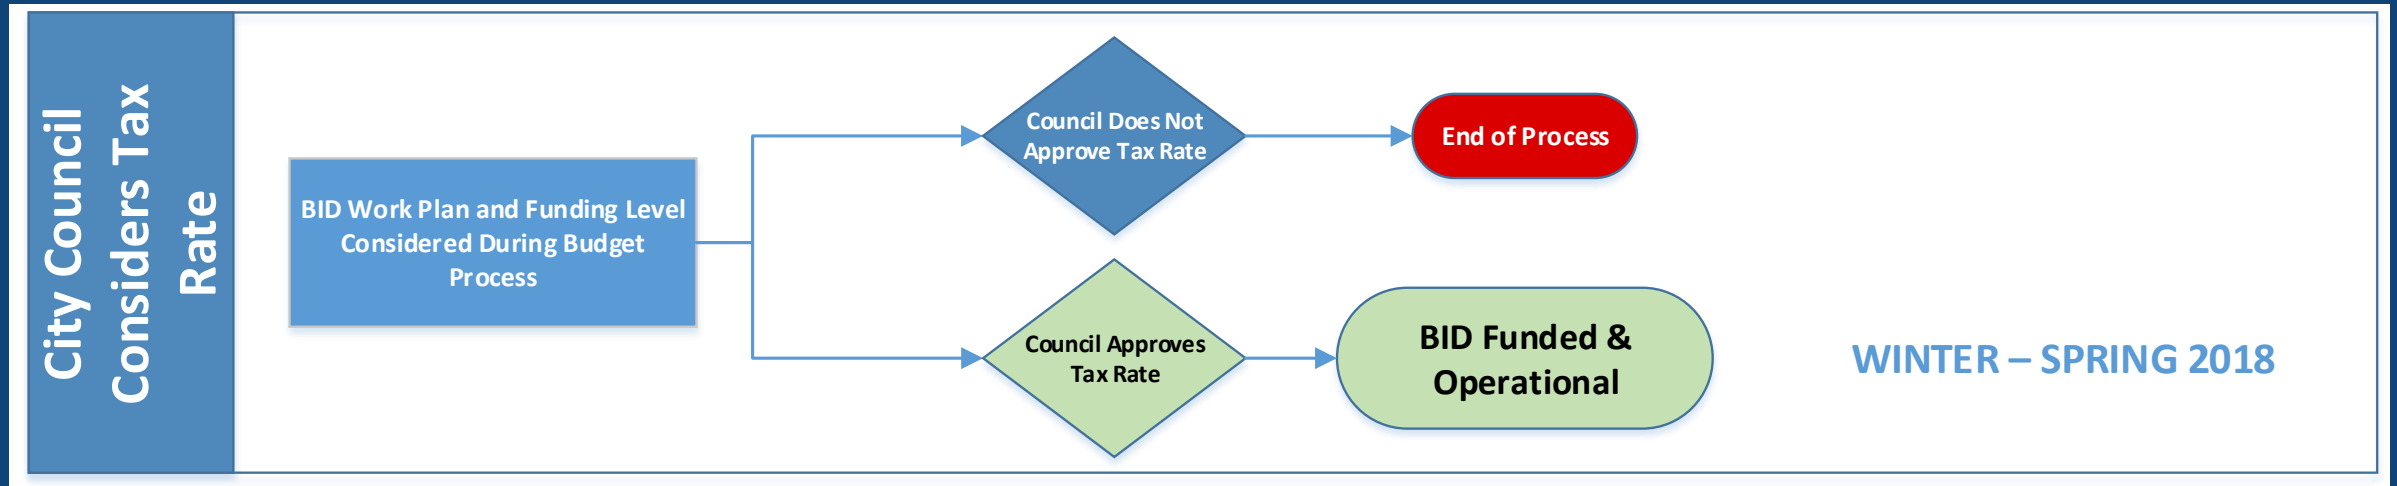 City Council
Considers Tax
Rate
BID Work Plan and Funding Level
Considered During Budget
Process
Council Does Not
Approve Tax Rate
End of Process
Council Approves
Tax Rate
BID Funded &
Operational
WINTER – SPRING 2018